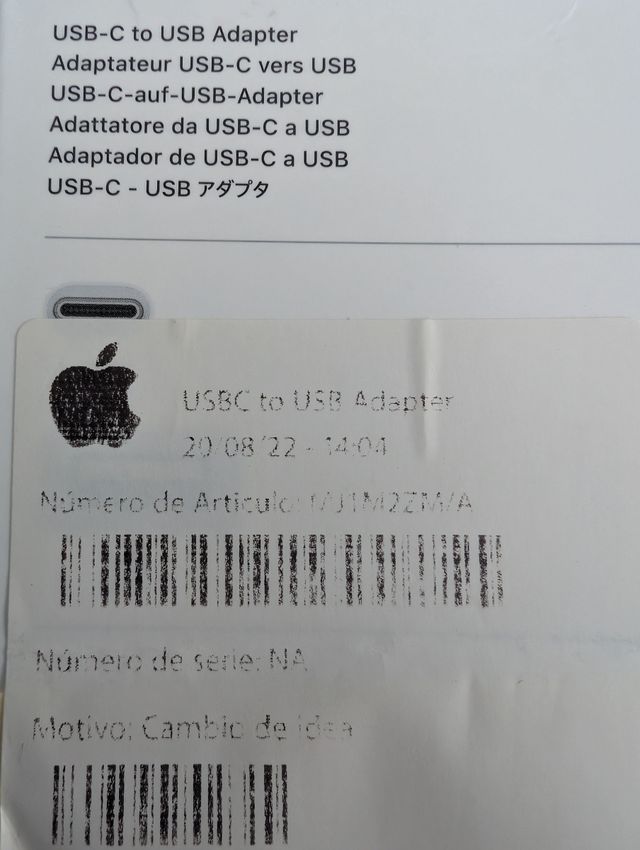 USB-C to USB Adapter
Adaptateur USB-C vers USB
USB-C-auf-USB-Adapter
Adattatore da USB-C a USB
Adaptador de USB-C a USB
USB-C - USB アダプタ
USBC to USB Adapter
20/08/22 - 14:04
Número de Artículo: MJ1M2ZM/A
Número de serie: NA
Motivo: Cambio de idea